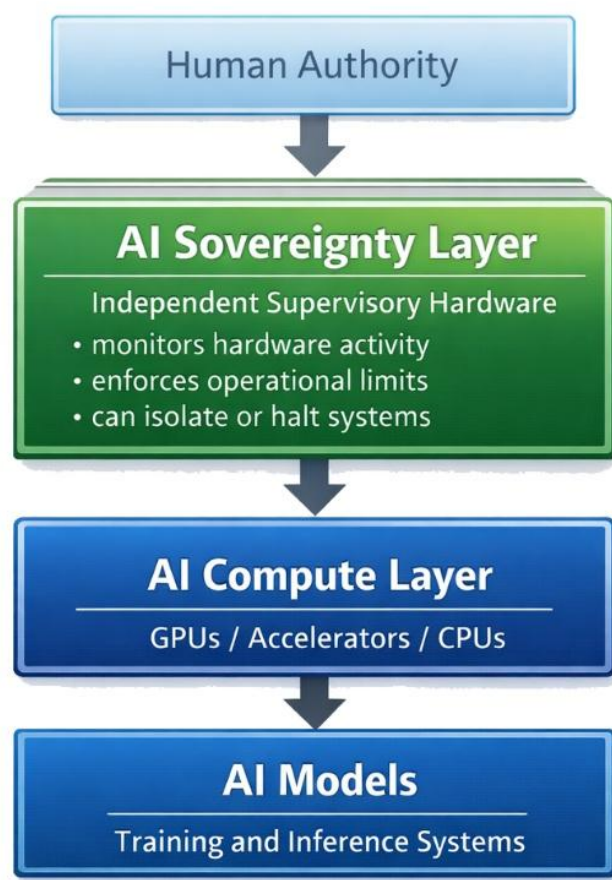 Human Authority
AI Sovereignty Layer
Independent Supervisory Hardware
• monitors hardware activity
• enforces operational limits
• can isolate or halt systems
AI Compute Layer
GPUs / Accelerators / CPUs
AI Models
Training and Inference Systems